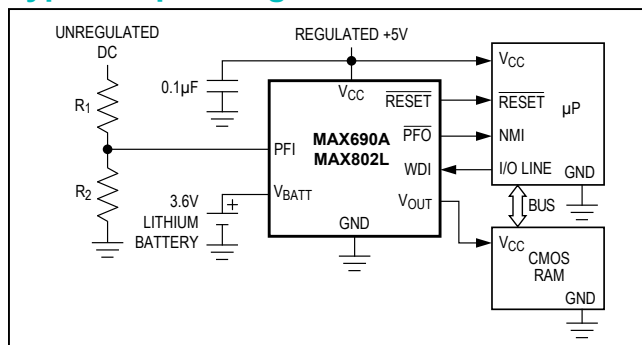 UNREGULATED
DC
REGULATED +5V
R1
0.1µF
VCC
VCC
RESET
RESET
µP
MAX690A
MAX802L
PFO
NMI
PFI
WDI
I/O LINE
GND
R2
VBATT
VOUT
BUS
3.6V
LITHIUM
BATTERY
+
GND
VCC
CMOS
RAM
GND